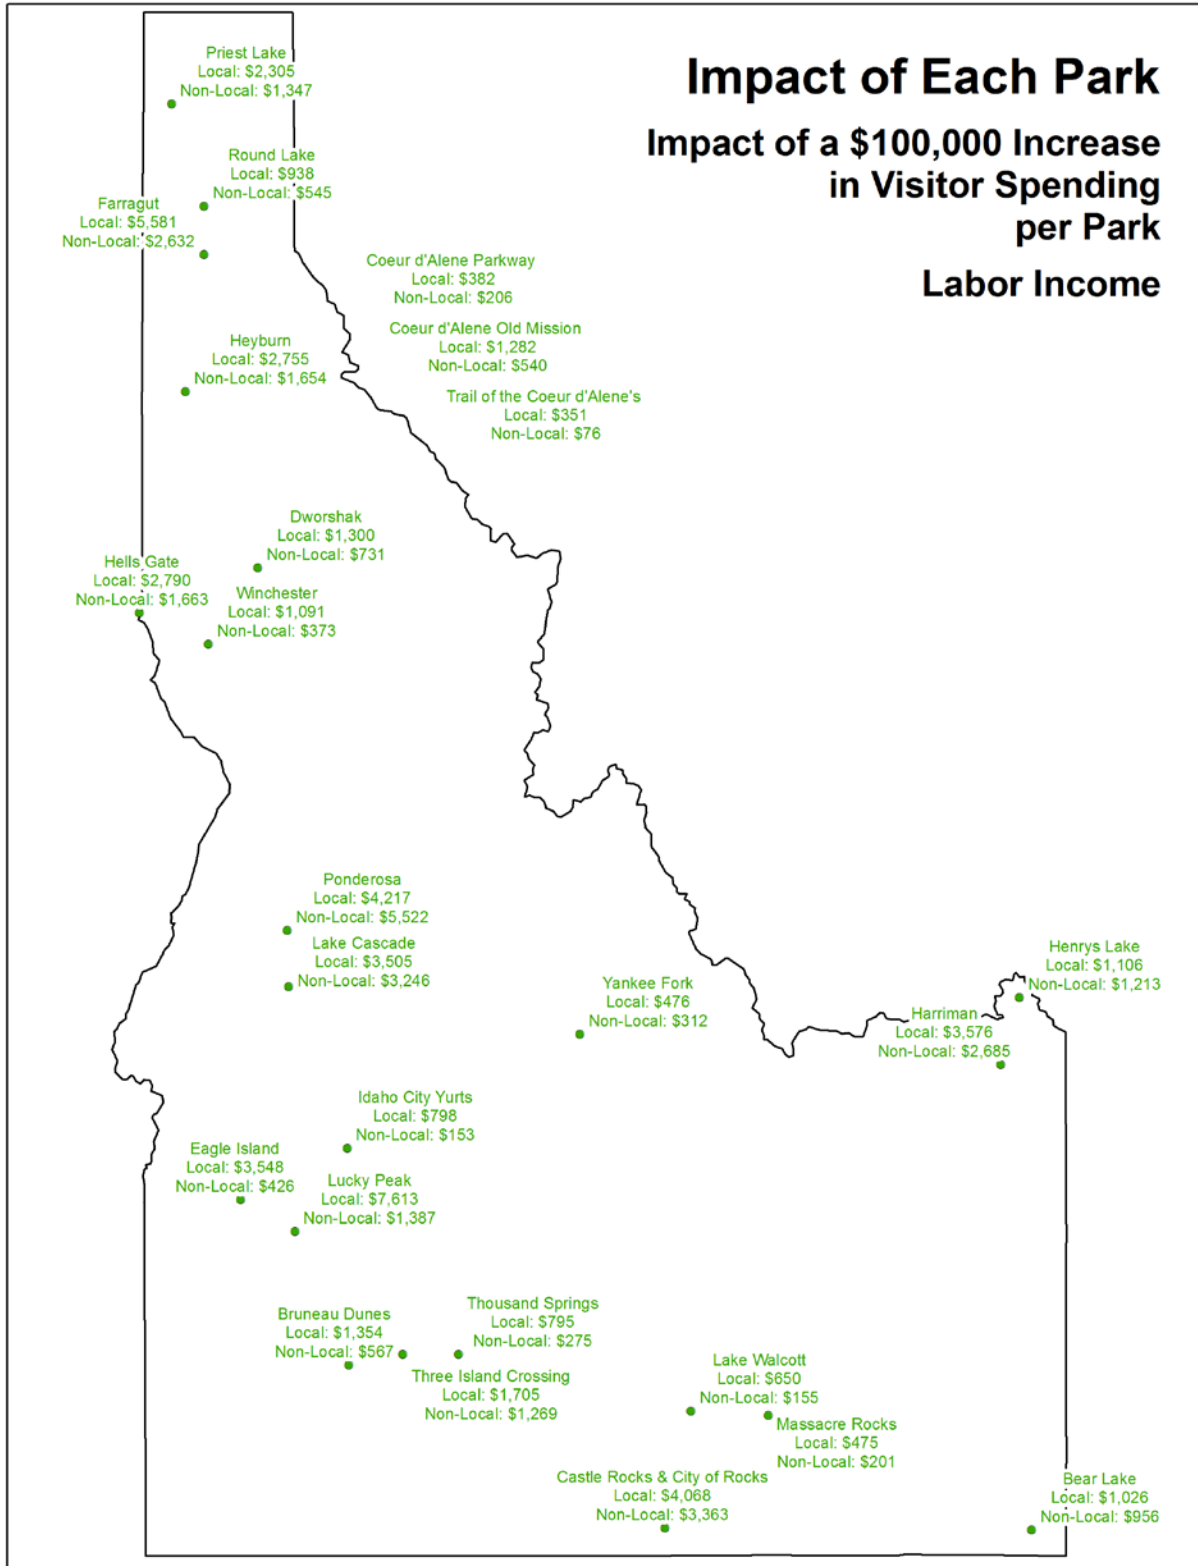 Impact of Each Park
Impact of a $100,000 Increase
in Visitor Spending
per Park
Labor Income
Priest Lake
Local: $2,305
Non-Local: $1,347
Round Lake
Local: $938
Non-Local: $545
Farragut
Local: $5,581
Non-Local: $2,632
Coeur d'Alene Parkway
Local: $382
Non-Local: $206
Coeur d'Alene Old Mission
Local: $1,282
Non-Local: $540
Heyburn
Local: $2,755
Non-Local: $1,654
Trail of the Coeur d'Alene's
Local: $351
Non-Local: $76
Dworshak
Local: $1,300
Non-Local: $731
Hells Gate
Local: $2,790
Non-Local: $1,663
Winchester
Local: $1,091
Non-Local: $373
Ponderosa
Local: $4,217
Non-Local: $5,522
Lake Cascade
Local: $3,505
Non-Local: $3,246
Yankee Fork
Local: $476
Non-Local: $312
Henrys Lake
Local: $1,106
Non-Local: $1,213
Harriman
Local: $3,576
Non-Local: $2,685
Idaho City Yurts
Local: $798
Non-Local: $153
Eagle Island
Local: $3,548
Non-Local: $426
Lucky Peak
Local: $7,613
Non-Local: $1,387
Bruneau Dunes
Local: $1,354
Non-Local: $567
Thousand Springs
Local: $795
Non-Local: $275
Three Island Crossing
Local: $1,705
Non-Local: $1,269
Lake Walcott
Local: $650
Non-Local: $155
Massacre Rocks
Local: $475
Non-Local: $201
Castle Rocks & City of Rocks
Local: $4,068
Non-Local: $3,363
Bear Lake
Local: $1,026
Non-Local: $956